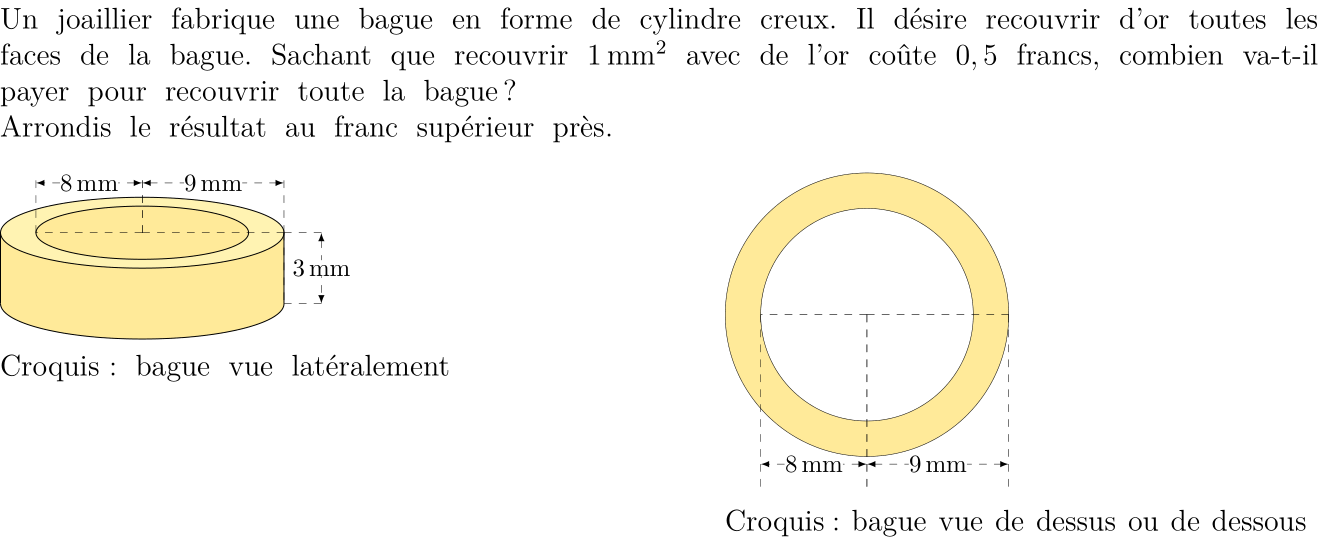 Un joaillier fabrique une bague en forme de cylindre creux. Il désire recouvrir d'or toutes les
faces de la bague. Sachant que recouvrir 1 mm² avec de l'or coûte 0,5 francs, combien va-t-il
payer pour recouvrir toute la bague ?
Arrondis le résultat au franc supérieur près.
8 mm 9 mm
3 mm
Croquis : bague vue latéralement
8 mm 9 mm
Croquis : bague vue de dessus ou de dessous